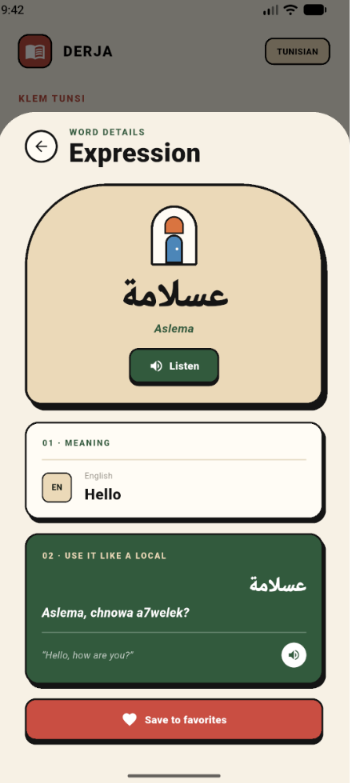 9:42
DERJA
TUNISIAN
KLEM TUNSI
WORD DETAILS
Expression
عسلامة
Aslema
Listen
01 - MEANING
EN
English
Hello
02 - USE IT LIKE A LOCAL
عسلامة
Aslema, chnowa a7welek?
"Hello, how are you?"
Save to favorites